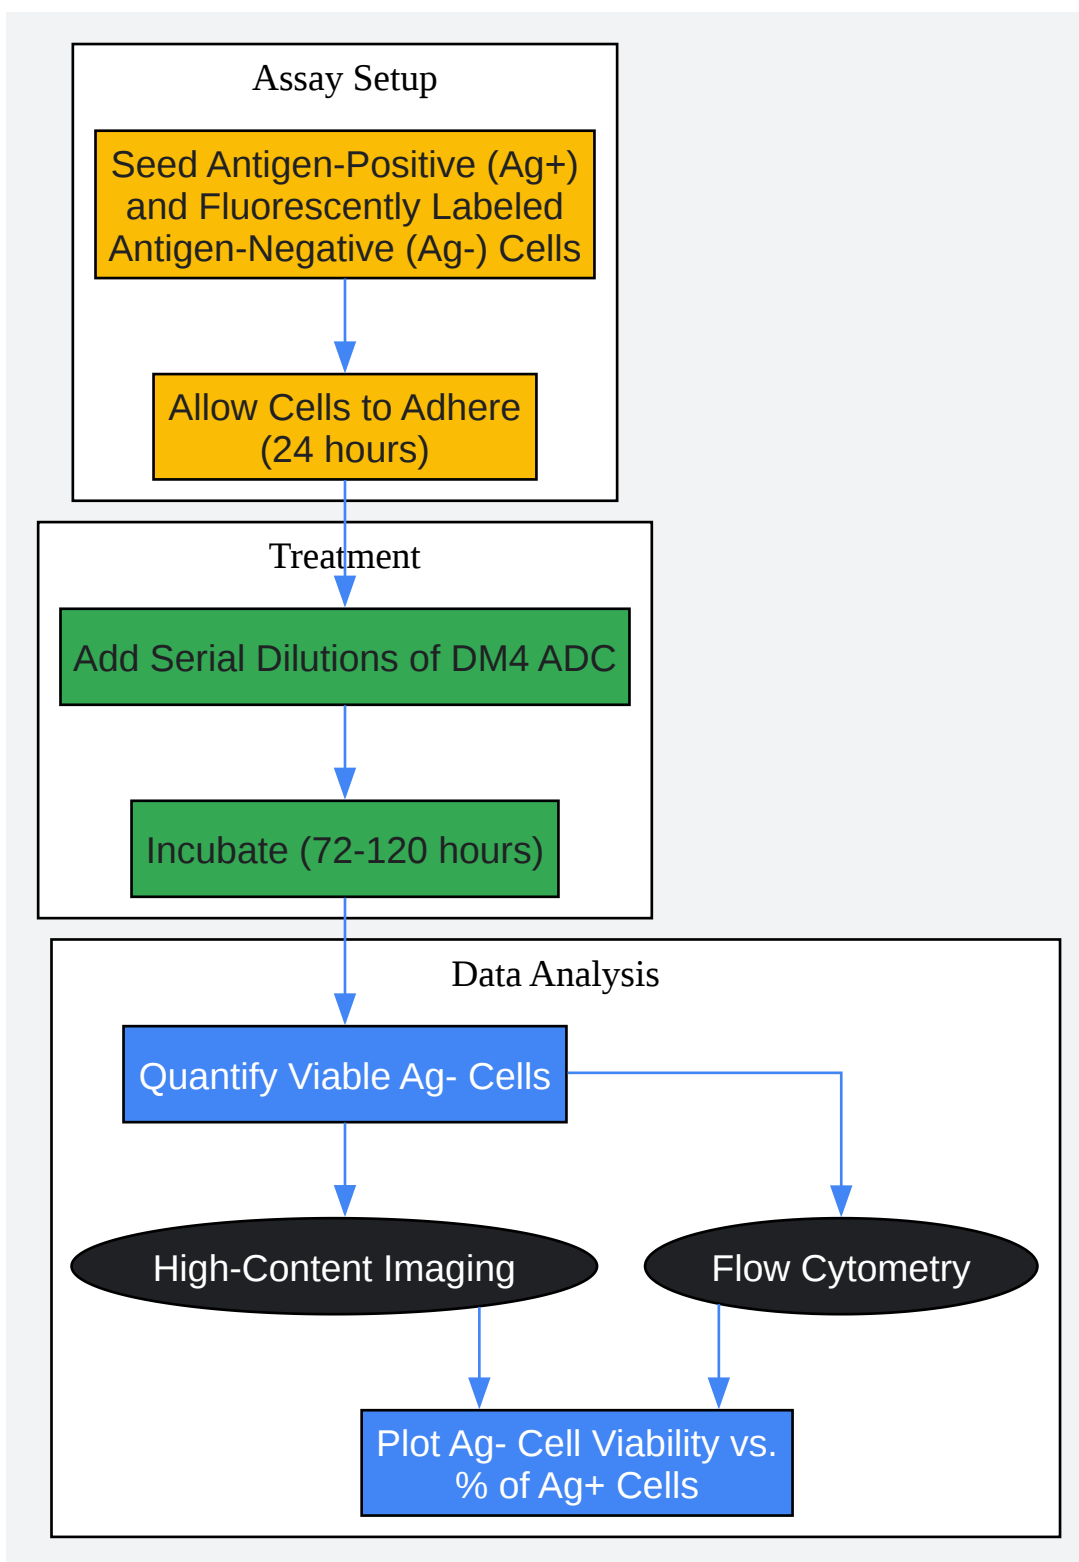 Assay Setup
Seed Antigen-Positive (Ag+)
and Fluorescently Labeled
Antigen-Negative (Ag-) Cells
Allow Cells to Adhere
(24 hours)
Treatment
Add Serial Dilutions of DM4 ADC
Incubate (72-120 hours)
Data Analysis
Quantify Viable Ag- Cells
High-Content Imaging
Flow Cytometry
Plot Ag- Cell Viability vs.
% of Ag+ Cells